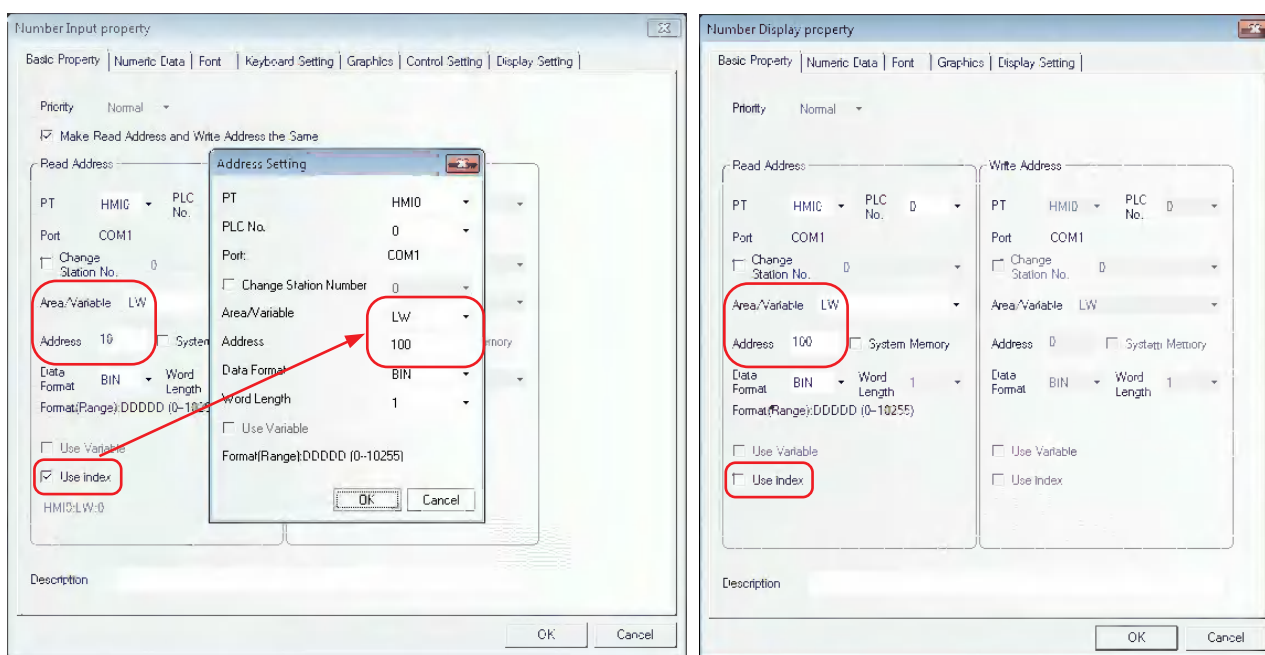 Number Input property
Basic Property Numeric Data Font Keyboard Setting Graphics Control Setting Display Setting
Priority Normal
Make Read Address and Write Address the Same
Read Address
PT HMI0 PLC No.
Port COM1
Change Station No. 0
Area/Variable LW
Address 10 System
Data Format BIN Word Length
Format(Range):DDDDD (0~1025
Use Variable
Use index
HMI0:LW:0
Description
OK Cancel
Address Setting
PT HMI0
PLC No. 0
Port: COM1
Change Station Number 0
Area/Variable LW
Address 100
Data Format BIN
Word Length 1
Use Variable
Format(Range):DDDDD (0~10255)
OK Cancel
mory
Number Display property
Basic Property Numeric Data Font Graphics Display Setting
Priority Normal
Read Address
PT HMI0 PLC No. 0
Port COM1
Change Station No. 0
Area/Variable LW
Address 100 System Memory
Data Format BIN Word Length 1
Format(Range):DDDDD (0~10255)
Use Variable
Use Index
Write Address
PT HMI0 PLC No. 0
Port COM1
Change Station No. 0
Area/Variable LW
Address 0 System Memory
Data Format BIN Word Length 1
Use Variable
Use Index
Description
OK Cancel